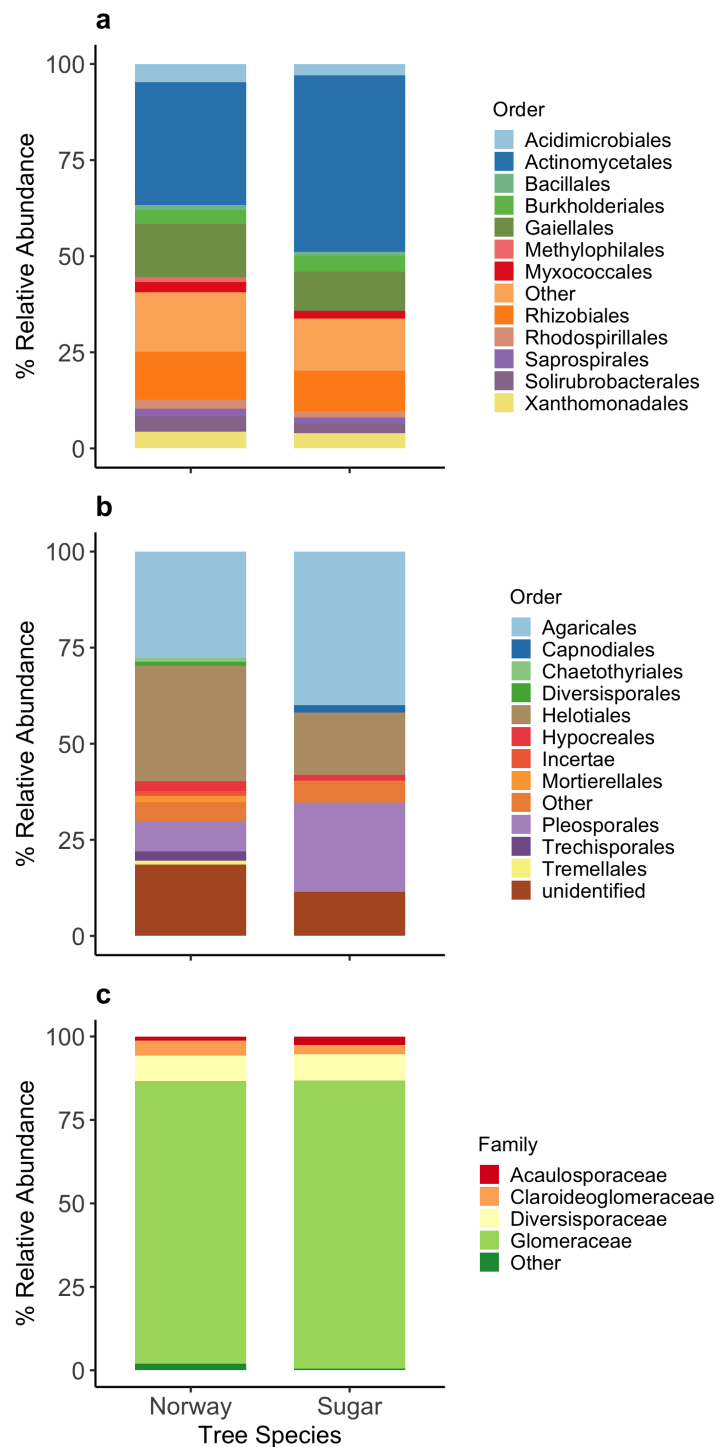 a
% Relative Abundance
100
75
50
25
0
Order
Acidimicrobiales
Actinomycetales
Bacillales
Burkholderiales
Gaiellales
Methylophilales
Myxococcales
Other
Rhizobiales
Rhodospirillales
Saprospirales
Solirubrobacterales
Xanthomonadales
b
% Relative Abundance
100
75
50
25
0
Order
Agaricales
Capnodiales
Chaetothyriales
Diversisporales
Helotiales
Hypocreales
Incertae
Mortierellales
Other
Pleosporales
Trechisporales
Tremellales
unidentified
c
% Relative Abundance
100
75
50
25
0
Family
Acaulosporaceae
Claroideoglomeraceae
Diversisporaceae
Glomeraceae
Other
Norway Sugar
Tree Species